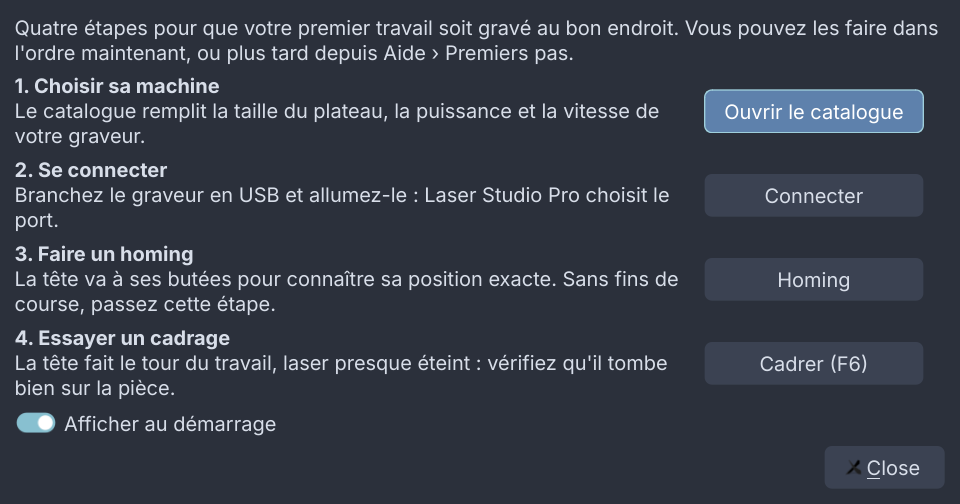 Quatre étapes pour que votre premier travail soit gravé au bon endroit. Vous pouvez les faire dans
l'ordre maintenant, ou plus tard depuis Aide › Premiers pas.
1. Choisir sa machine
Le catalogue remplit la taille du plateau, la puissance et la vitesse de
votre graveur.
Ouvrir le catalogue
2. Se connecter
Branchez le graveur en USB et allumez-le : Laser Studio Pro choisit le
port.
Connecter
3. Faire un homing
La tête va à ses butées pour connaître sa position exacte. Sans fins de
course, passez cette étape.
Homing
4. Essayer un cadrage
La tête fait le tour du travail, laser presque éteint : vérifiez qu'il tombe
bien sur la pièce.
Cadrer (F6)
Afficher au démarrage
Close